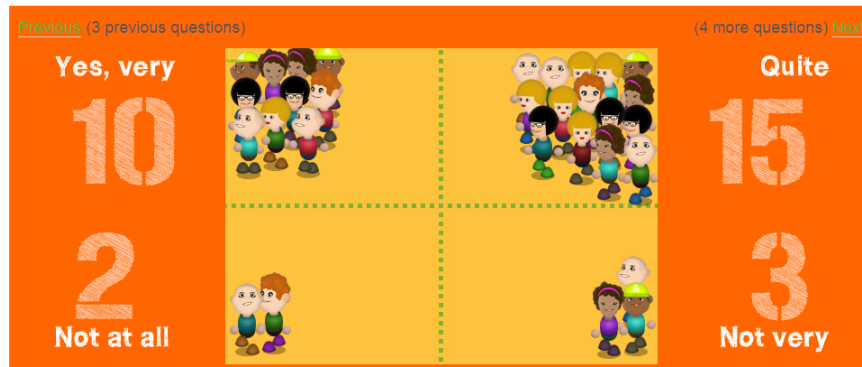 Previous (3 previous questions)
(4 more questions) Nex
Yes, very
Quite
10
15
2
3
Not at all
Not very